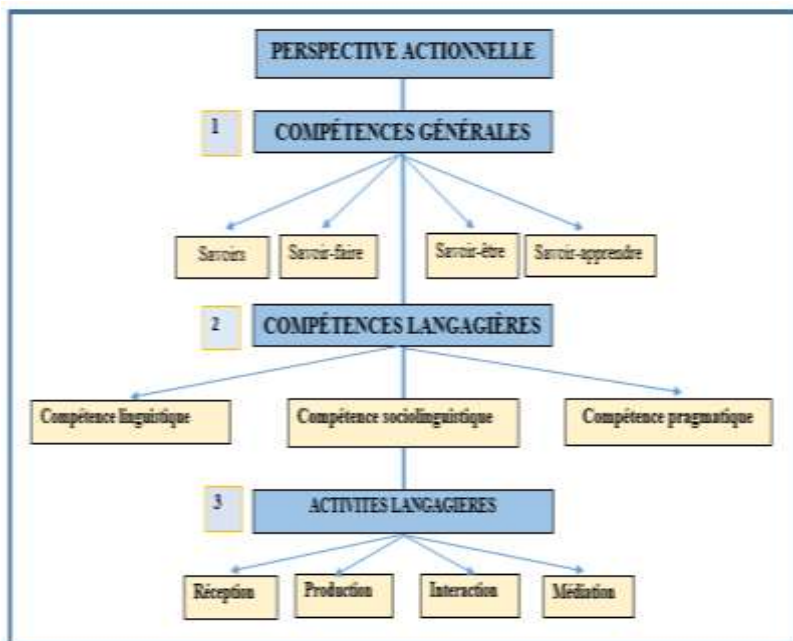 PERSPECTIVE ACTIONNELLE
1
COMPÉTENCES GÉNÉRALES
Savoirs
Savoir-faire
Savoir-être
Savoir-apprendre
2
COMPÉTENCES LANGAGIÈRES
Compétence linguistique
Compétence sociolinguistique
Compétence pragmatique
3
ACTIVITES LANGAGIERES
Réception
Production
Interaction
Médiation